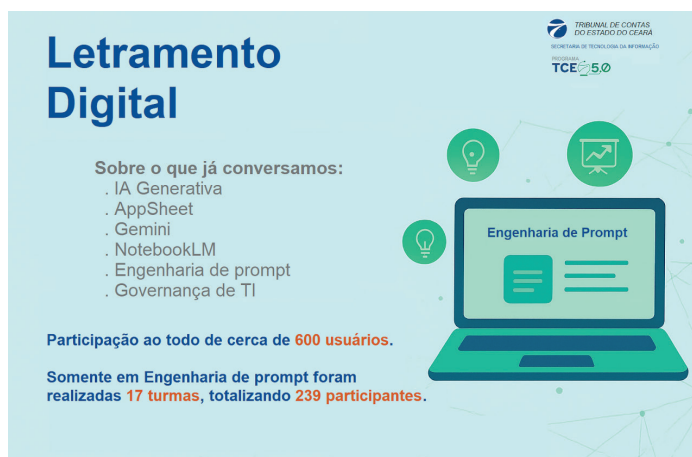 TRIBUNAL DE CONTAS
DO ESTADO DO CEARÁ
SECRETARIA DE TECNOLOGIA DA INFORMAÇÃO
PROGRAMA
TCE 5.0
Letramento
Digital
Sobre o que já conversamos:
. IA Generativa
. AppSheet
. Gemini
. NotebookLM
. Engenharia de prompt
. Governança de TI
Engenharia de Prompt
Participação ao todo de cerca de 600 usuários.
Somente em Engenharia de prompt foram
realizadas 17 turmas, totalizando 239 participantes.